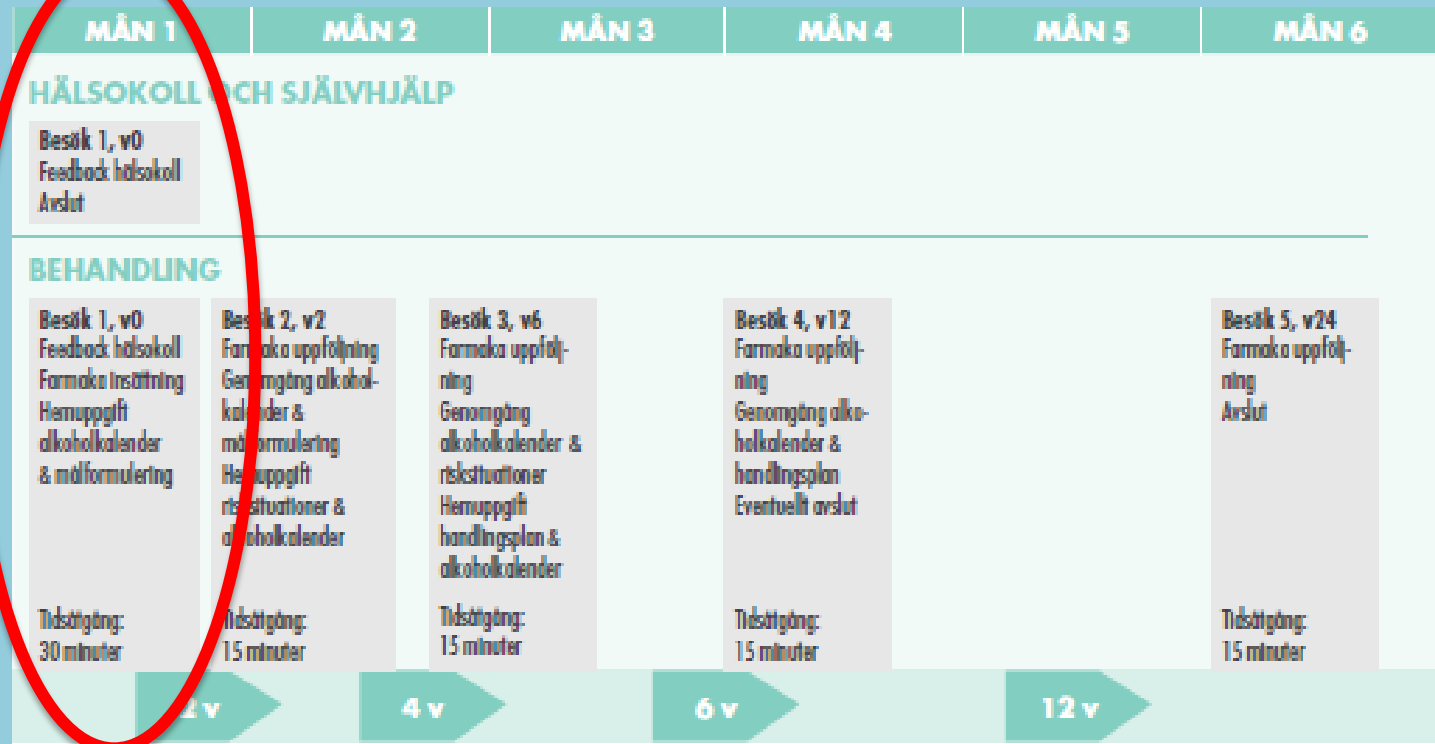 MÅN 1 MÅN 2 MÅN 3 MÅN 4 MÅN 5 MÅN 6
HÄLSOKOLL OCH SJÄLVHJÄLP
Besök 1, v0
Feedback hälsokoll
Avslut
BEHANDLING
Besök 1, v0
Feedback hälsokoll
Farmaka insättning
Hemuppgift
alkoholkalender
& målformulering
Tidsåtgång:
30 minuter
Besök 2, v2
Farmaka uppföljning
Genomgång alkohol-
kalender &
målformulering
Hemuppgift
risksituationer &
alkoholkalender
Tidsåtgång:
15 minuter
Besök 3, v6
Farmaka uppfölj-
ning
Genomgång
alkoholkalender &
risksituationer
Hemuppgift
handlingsplan &
alkoholkalender
Tidsåtgång:
15 minuter
Besök 4, v12
Farmaka uppfölj-
ning
Genomgång alko-
holkalender &
handlingsplan
Eventuellt avslut
Tidsåtgång:
15 minuter
Besök 5, v24
Farmaka uppfölj-
ning
Avslut
Tidsåtgång:
15 minuter
2 v 4 v 6 v 12 v